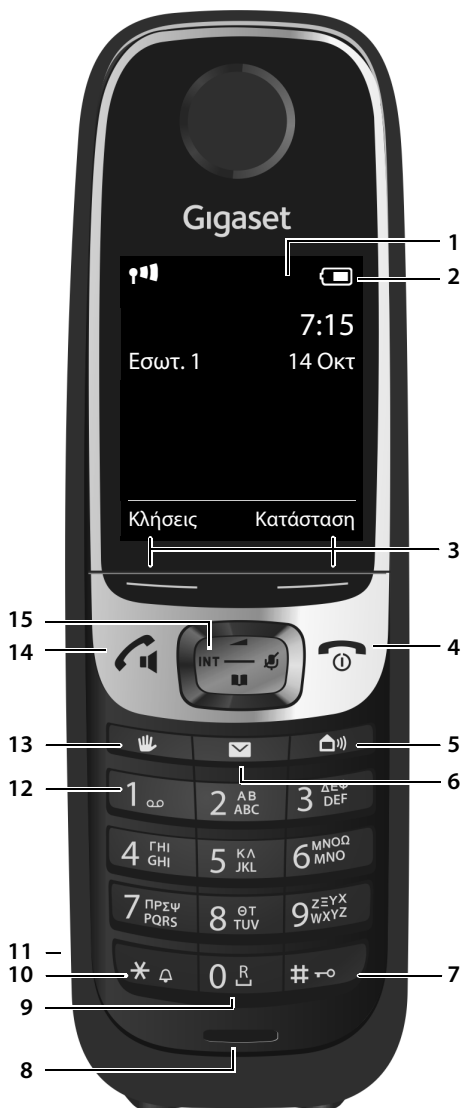 Gigaset
1
2
7:15
Εσωτ. 1 14 Οκτ
Κλήσεις Κατάσταση
3
15
14
INT
4
13
5
6
12
1 2 ΑΒ ABC 3 ΔΕΦ DEF
4 ΓΗΙ GHI 5 ΚΛ JKL 6 ΜΝΟΩ MNO
7 ΠΡΣΨ PQRS 8 ΘΤ TUV 9 ΖΞΥΧ WXYZ
11
10
* 0 R #
7
9
8